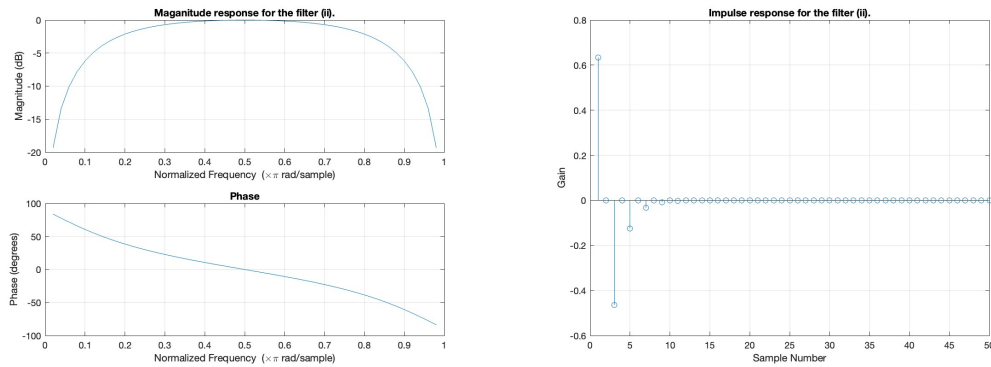 Maganitude response for the filter (ii).
0
-5
-10
-15
-20
Magnitude (dB)
0 0.1 0.2 0.3 0.4 0.5 0.6 0.7 0.8 0.9 1
Normalized Frequency (×π rad/sample)
Phase
100
50
0
-50
-100
Phase (degrees)
0 0.1 0.2 0.3 0.4 0.5 0.6 0.7 0.8 0.9 1
Normalized Frequency (×π rad/sample)
Impulse response for the filter (ii).
0.8
0.6
0.4
0.2
0
-0.2
-0.4
-0.6
Gain
0 5 10 15 20 25 30 35 40 45 50
Sample Number